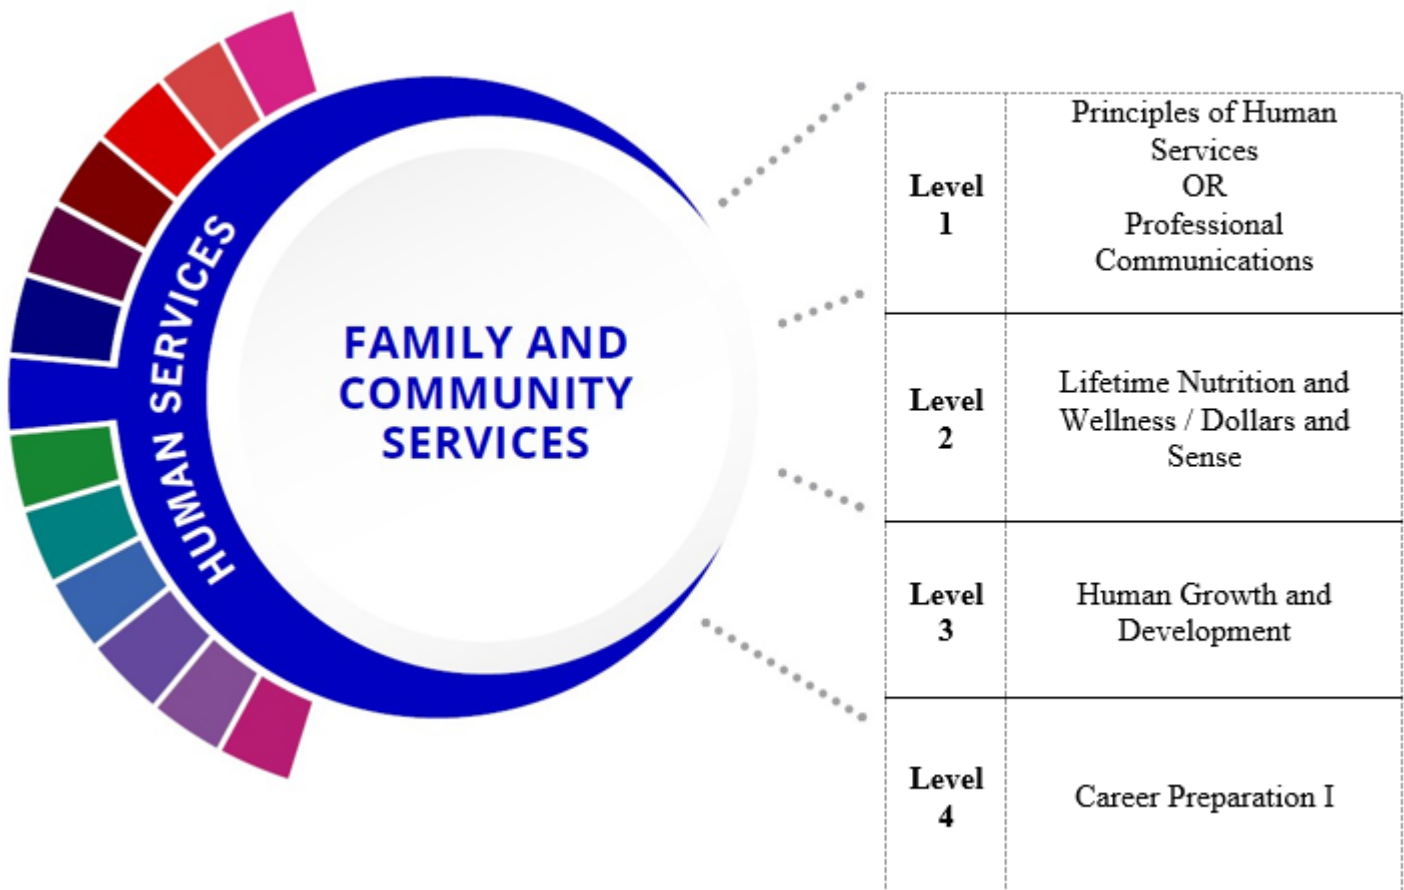 HUMAN SERVICES
FAMILY AND
COMMUNITY
SERVICES
Level
1
Principles of Human
Services
OR
Professional
Communications
Level
2
Lifetime Nutrition and
Wellness / Dollars and
Sense
Level
3
Human Growth and
Development
Level
4
Career Preparation I